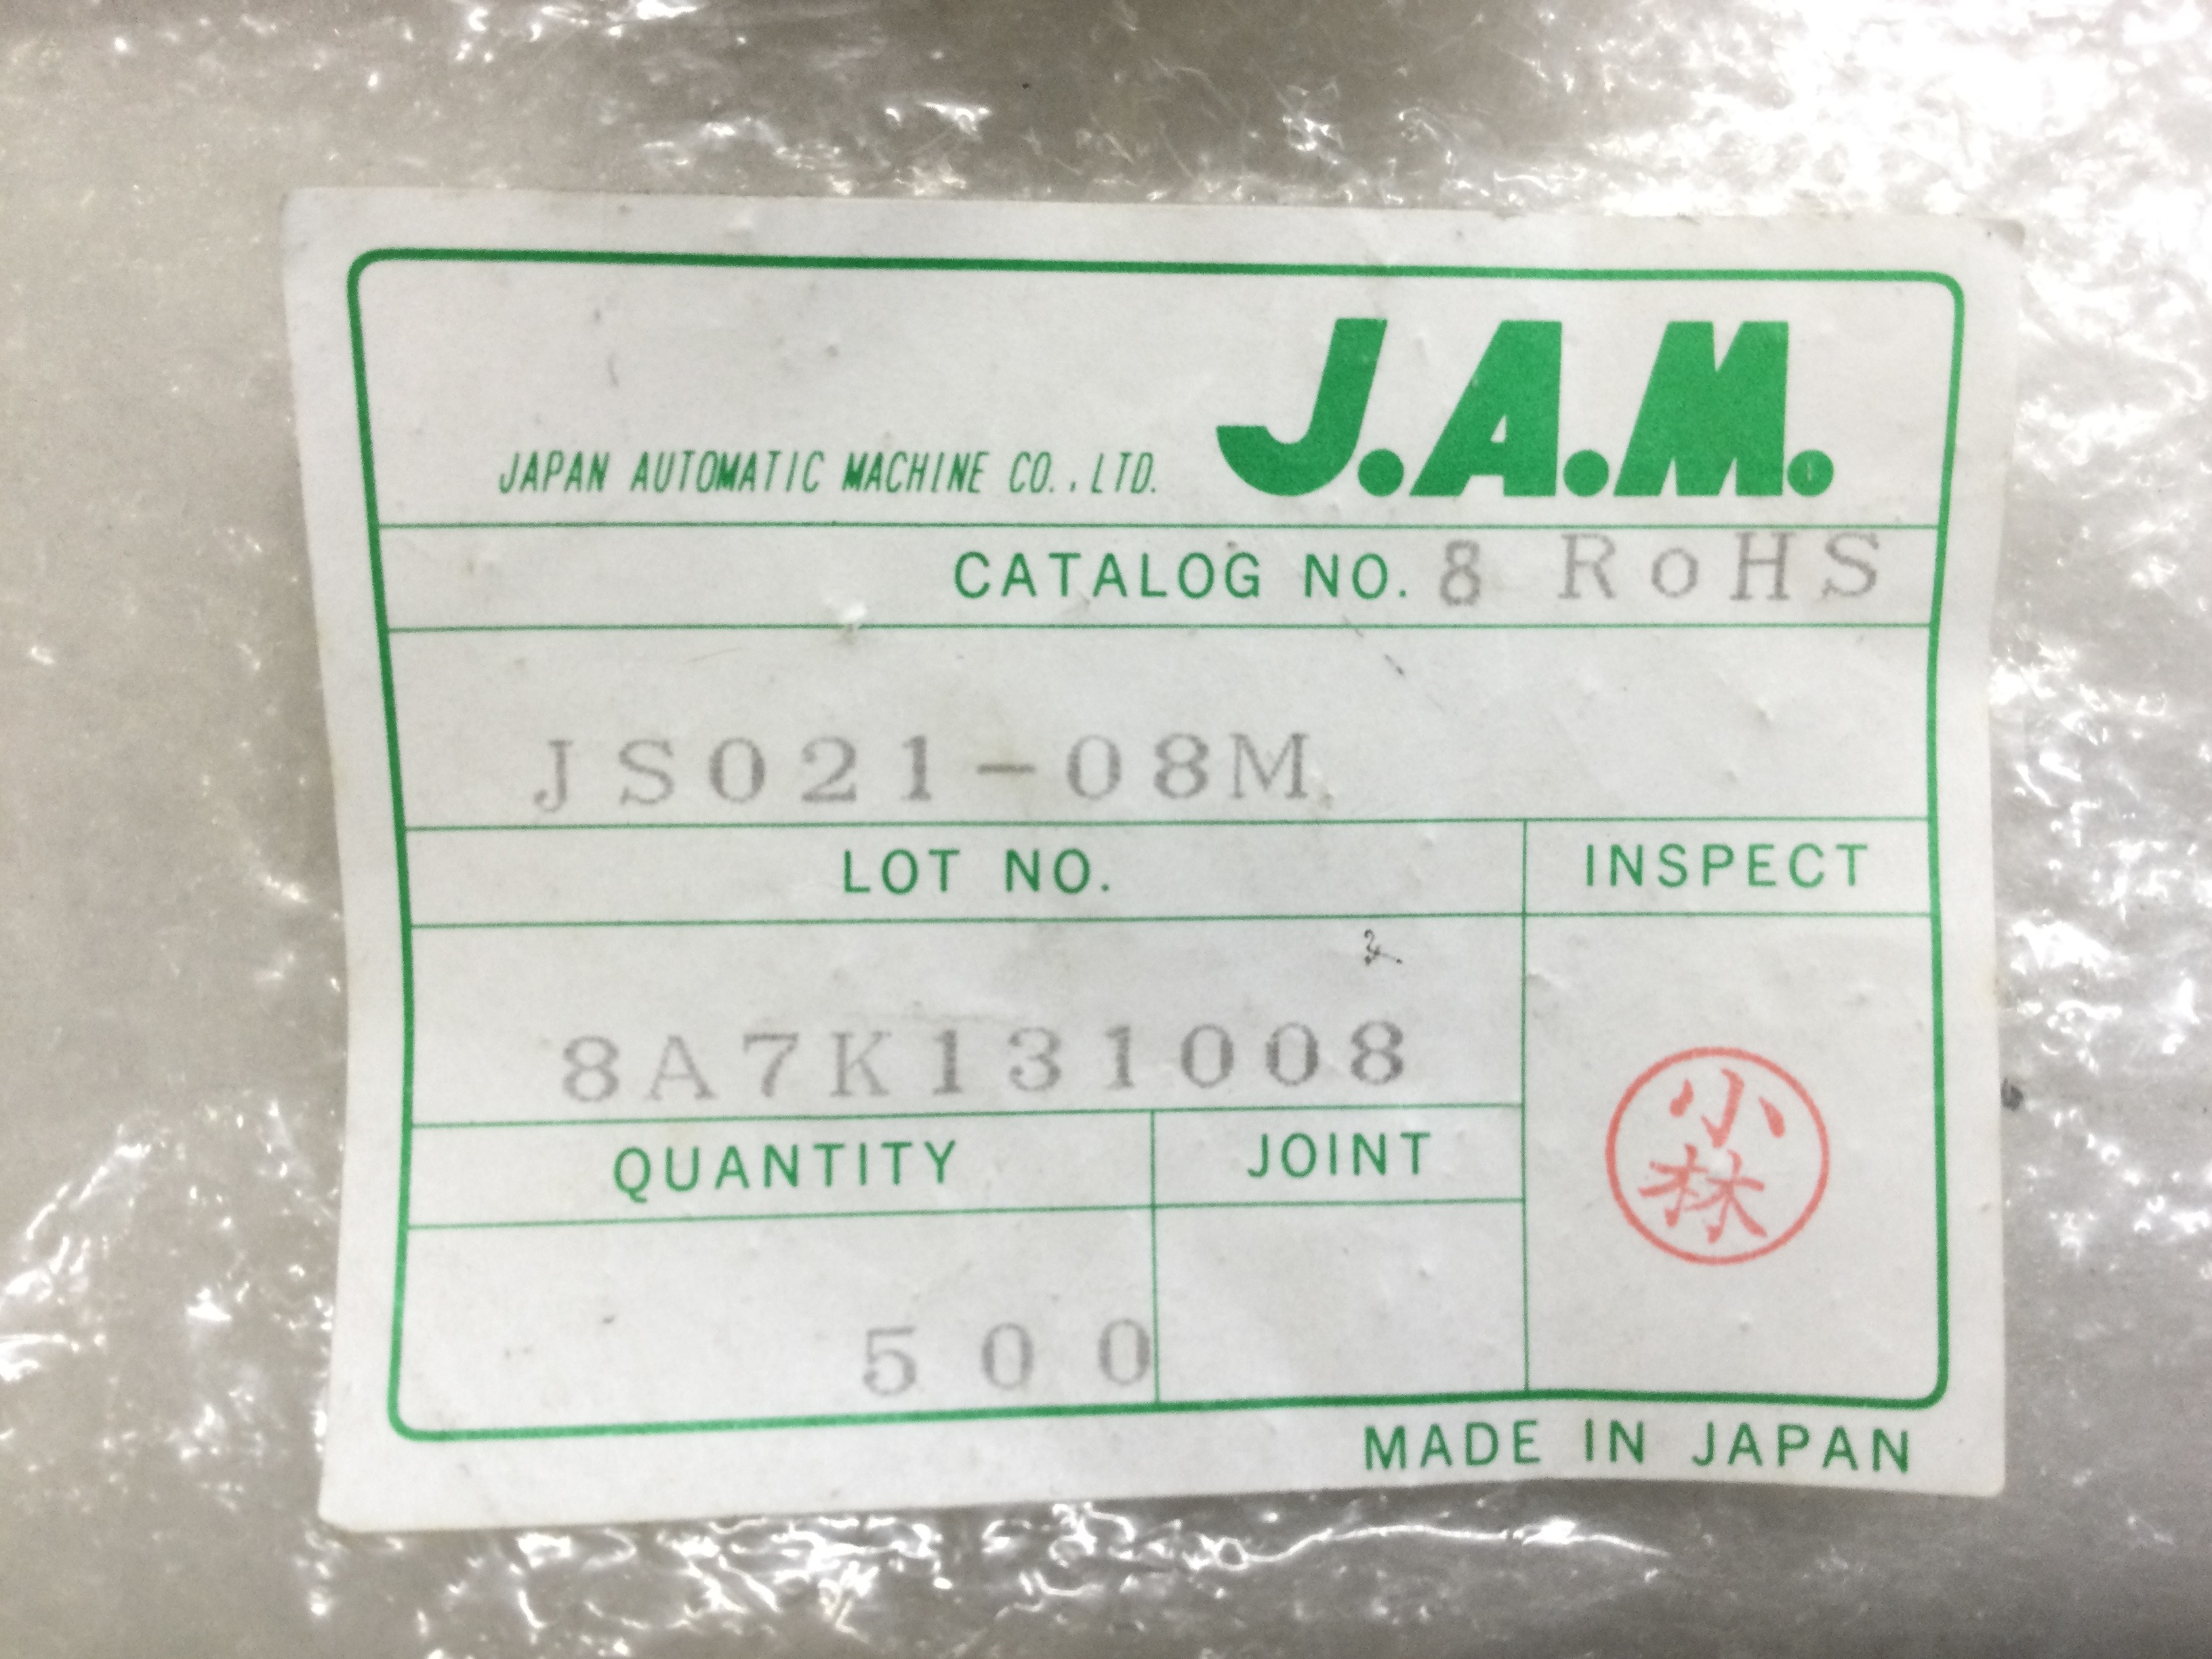 JAPAN AUTOMATIC MACHINE CO., LTD. J.A.M.
CATALOG NO. 8 RoHS
JS021-08M
LOT NO. INSPECT
8A7K131008
小林
QUANTITY JOINT
500
MADE IN JAPAN